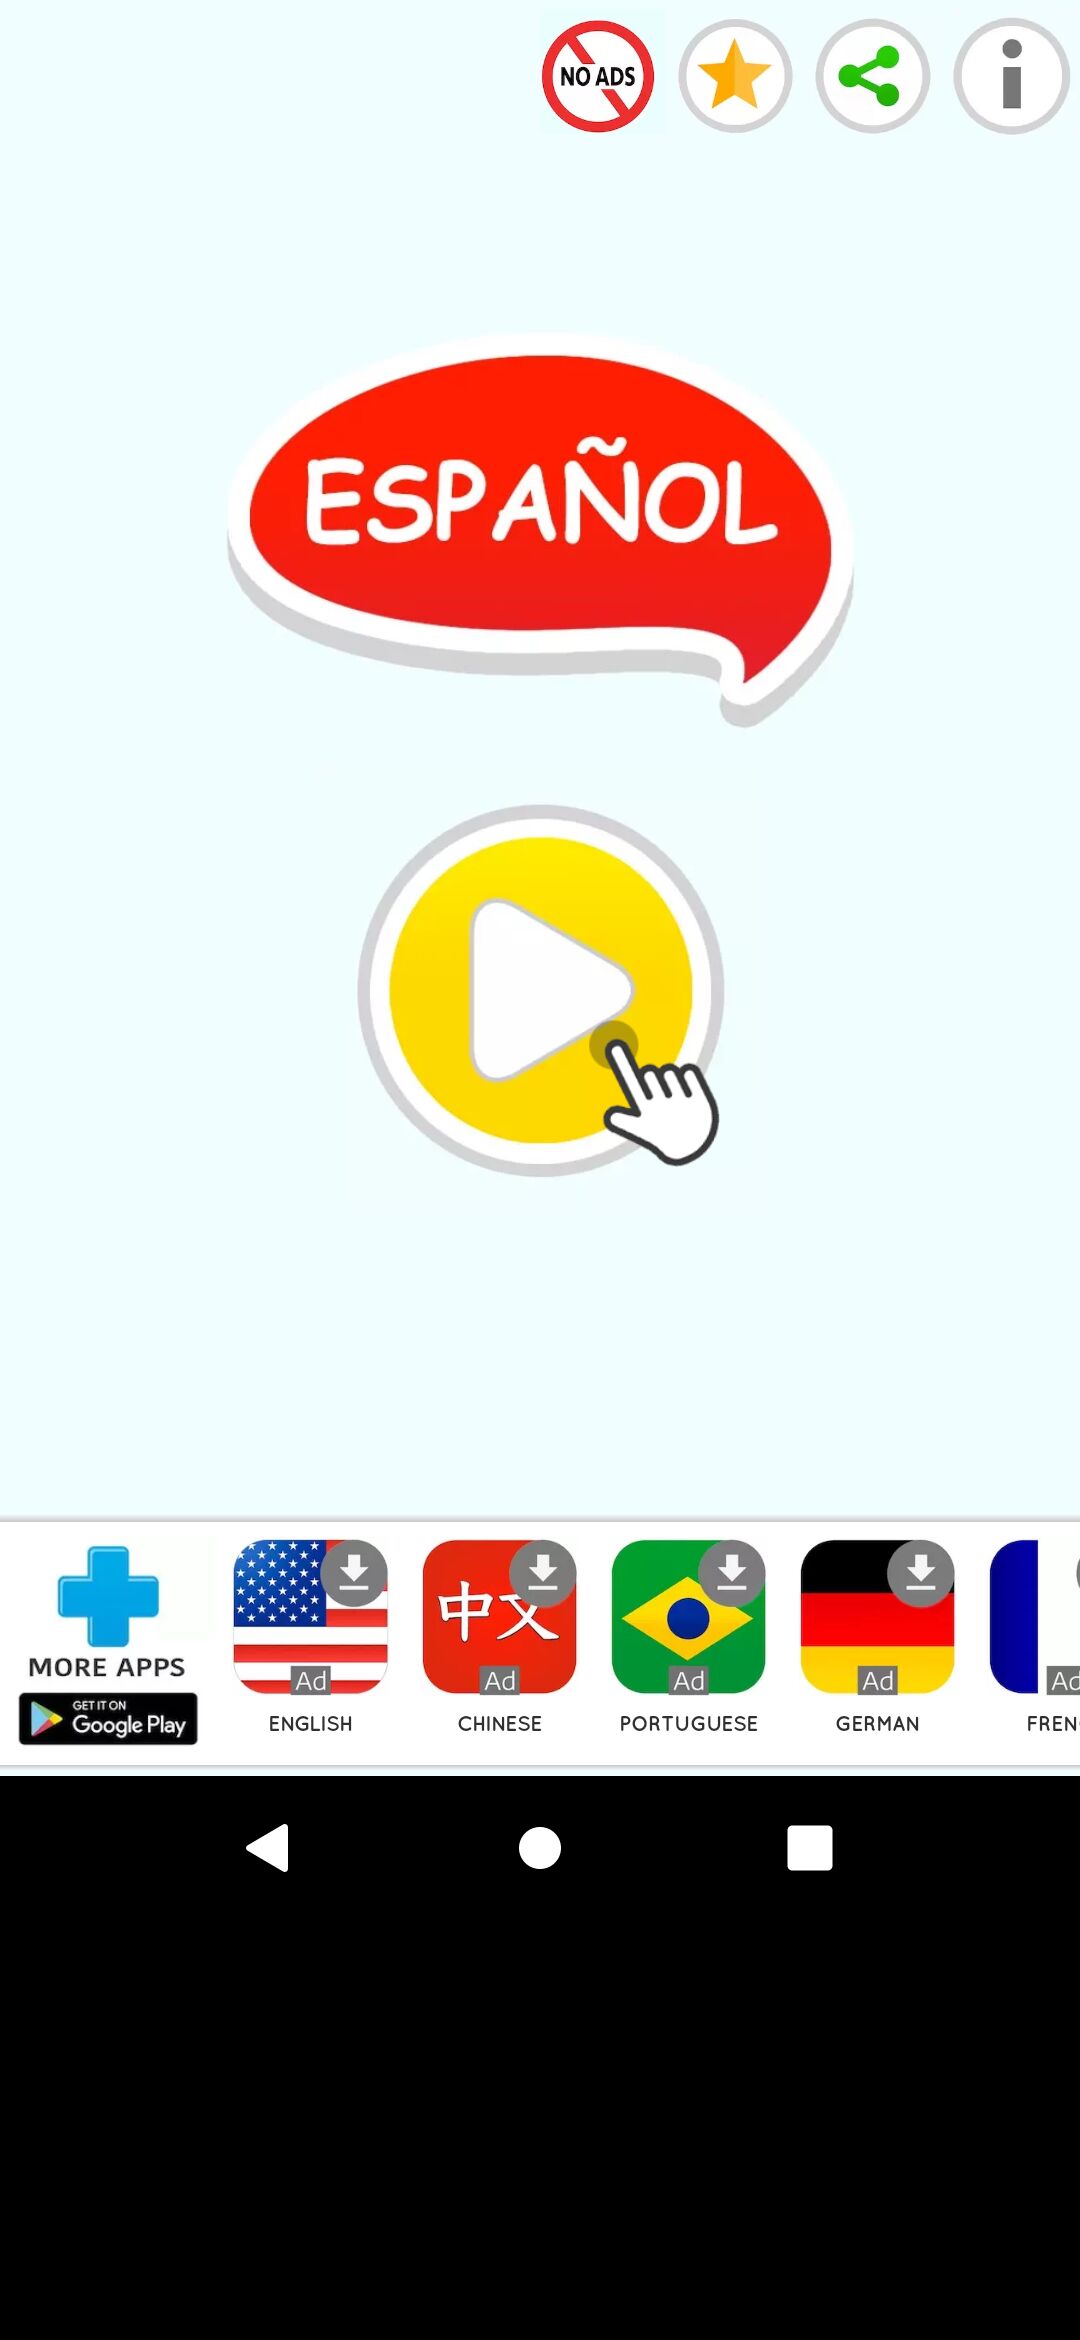 NO ADS
ESPAÑOL
MORE APPS
GET IT ON
Google Play
Ad
ENGLISH
中文
Ad
CHINESE
Ad
PORTUGUESE
Ad
GERMAN
Ad